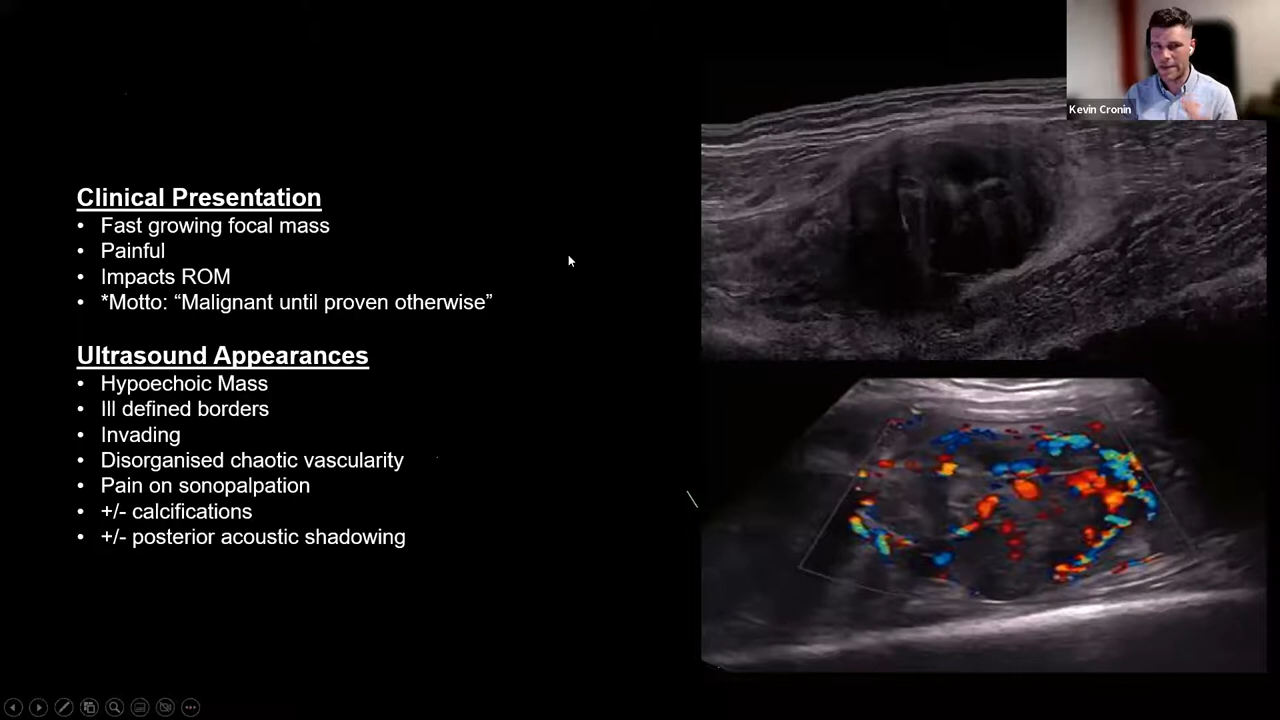 Kevin Cronin
Clinical Presentation
• Fast growing focal mass
• Painful
• Impacts ROM
• *Motto: “Malignant until proven otherwise”
Ultrasound Appearances
• Hypoechoic Mass
• Ill defined borders
• Invading
• Disorganised chaotic vascularity
• Pain on sonopalpation
• +/- calcifications
• +/- posterior acoustic shadowing